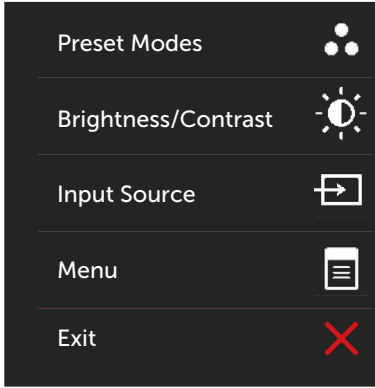 Preset Modes
Brightness/Contrast
Input Source
Menu
Exit